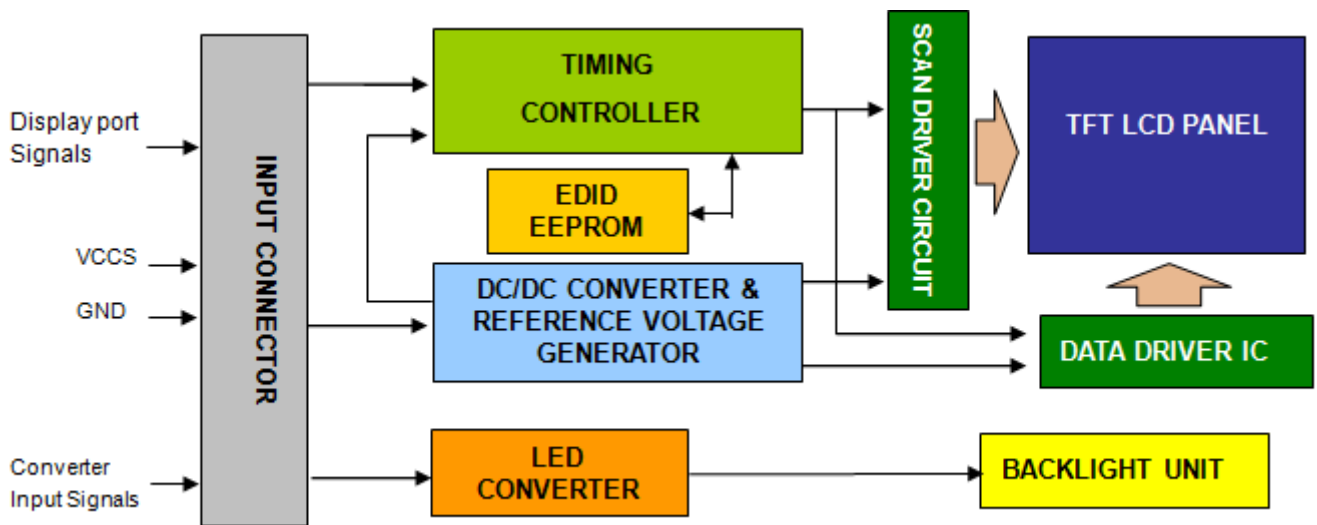 Display port
Signals
VCCS
GND
Converter
Input Signals
INPUT CONNECTOR
TIMING
CONTROLLER
EDID
EEPROM
DC/DC CONVERTER &
REFERENCE VOLTAGE
GENERATOR
LED
CONVERTER
SCAN DRIVER CIRCUIT
TFT LCD PANEL
DATA DRIVER IC
BACKLIGHT UNIT